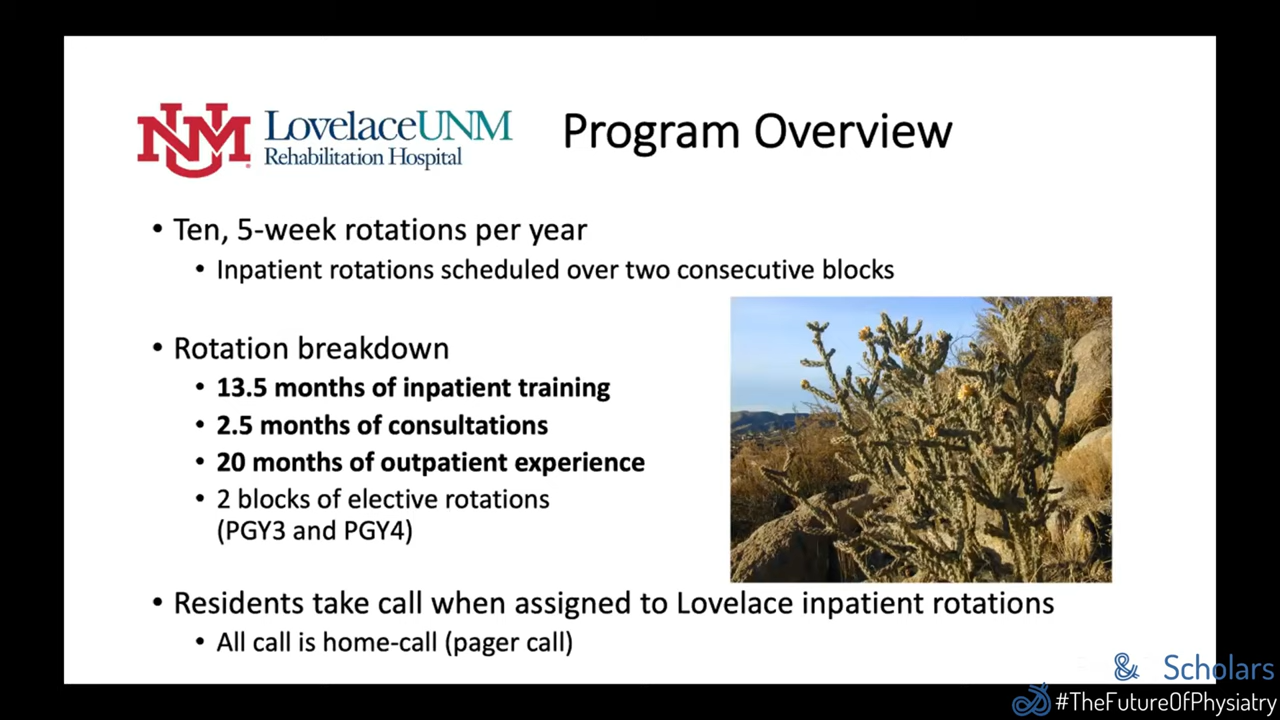 UNM
LovelaceUNM
Rehabilitation Hospital
Program Overview
• Ten, 5-week rotations per year
• Inpatient rotations scheduled over two consecutive blocks
• Rotation breakdown
• 13.5 months of inpatient training
• 2.5 months of consultations
• 20 months of outpatient experience
• 2 blocks of elective rotations
(PGY3 and PGY4)
• Residents take call when assigned to Lovelace inpatient rotations
• All call is home-call (pager call)
& Scholars
#TheFutureOfPhysiatry